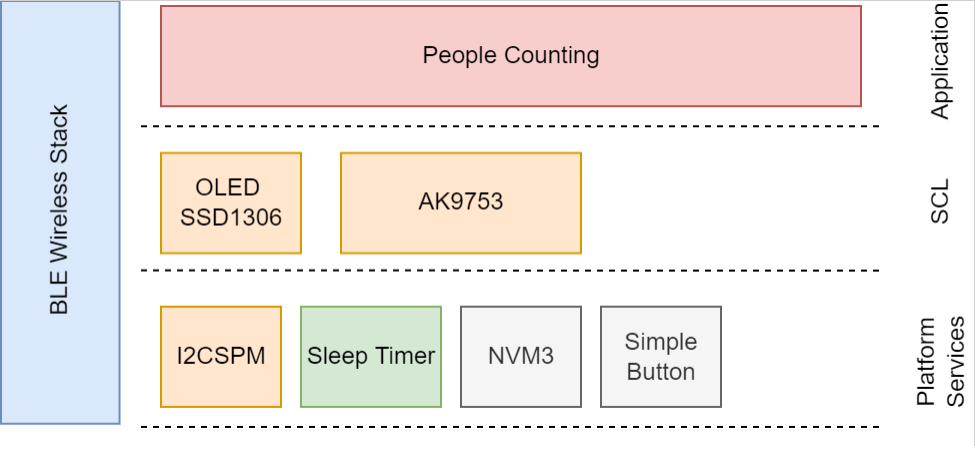 BLE Wireless Stack
People Counting
Application
OLED
SSD1306
AK9753
SCL
I2CSPM
Sleep Timer
NVM3
Simple
Button
Platform
Services